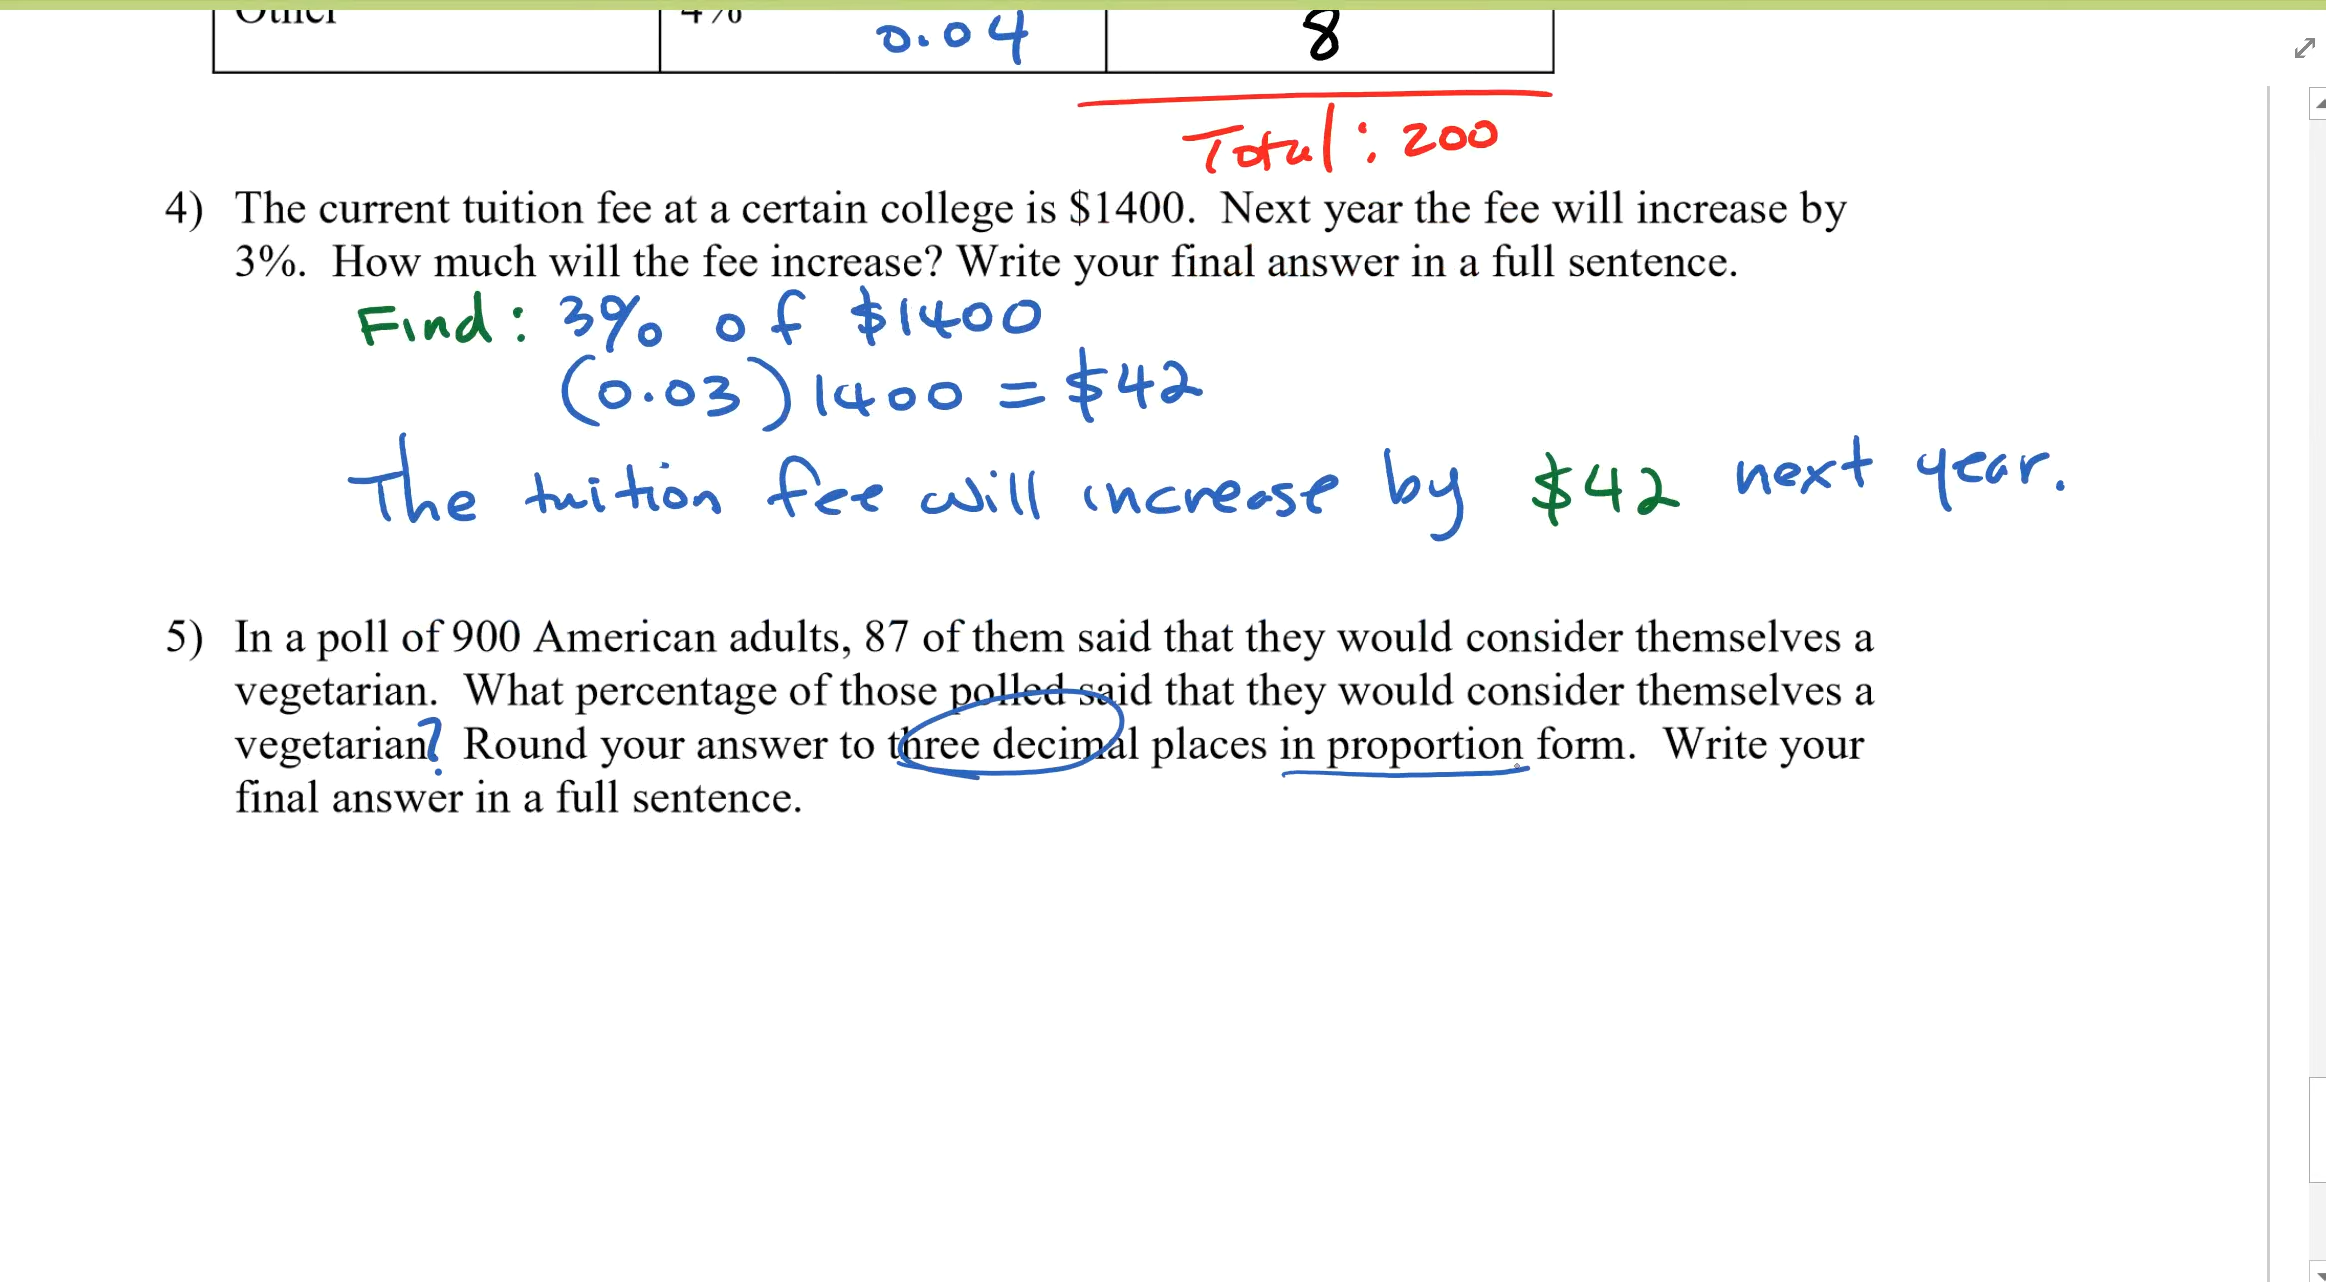 Other 4% 0.04 8
Total: 200
4) The current tuition fee at a certain college is $1400. Next year the fee will increase by
3%. How much will the fee increase? Write your final answer in a full sentence.
Find: 3% of $1400
(0.03) 1400 = $42
The tuition fee will increase by $42 next year.
5) In a poll of 900 American adults, 87 of them said that they would consider themselves a
vegetarian. What percentage of those polled said that they would consider themselves a
vegetarian? Round your answer to three decimal places in proportion form. Write your
final answer in a full sentence.